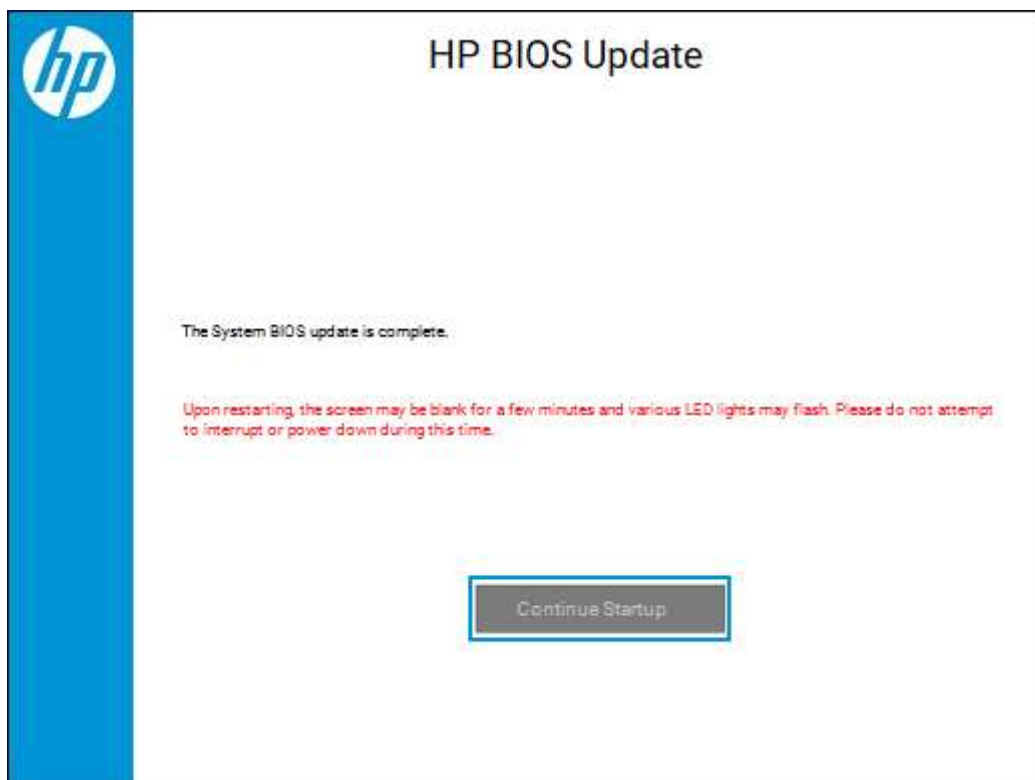 hp
HP BIOS Update
The System BIOS update is complete.
Upon restarting, the screen may be blank for a few minutes and various LED lights may flash. Please do not attempt
to interrupt or power down during this time.
Continue Startup